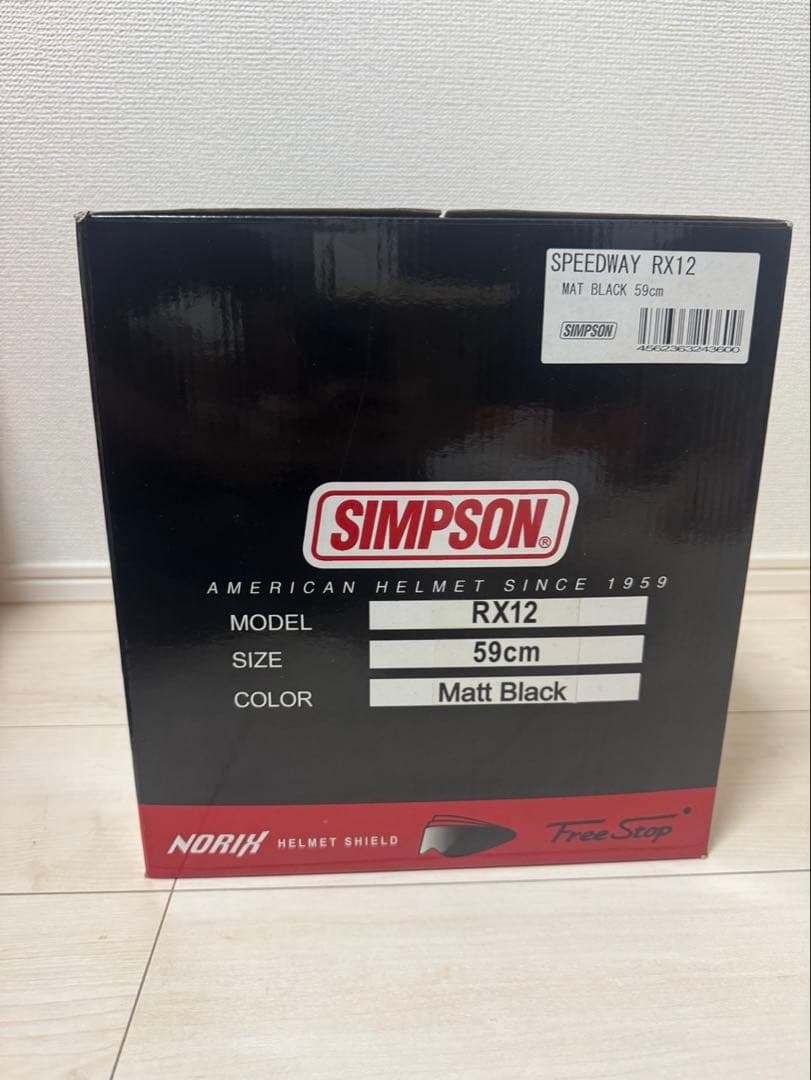 SPEEDWAY RX12
MAT BLACK 59cm
SIMPSON
4562363243600
SIMPSON®
AMERICAN HELMET SINCE 1959
MODEL RX12
SIZE 59cm
COLOR Matt Black
NORIX HELMET SHIELD Free Stop